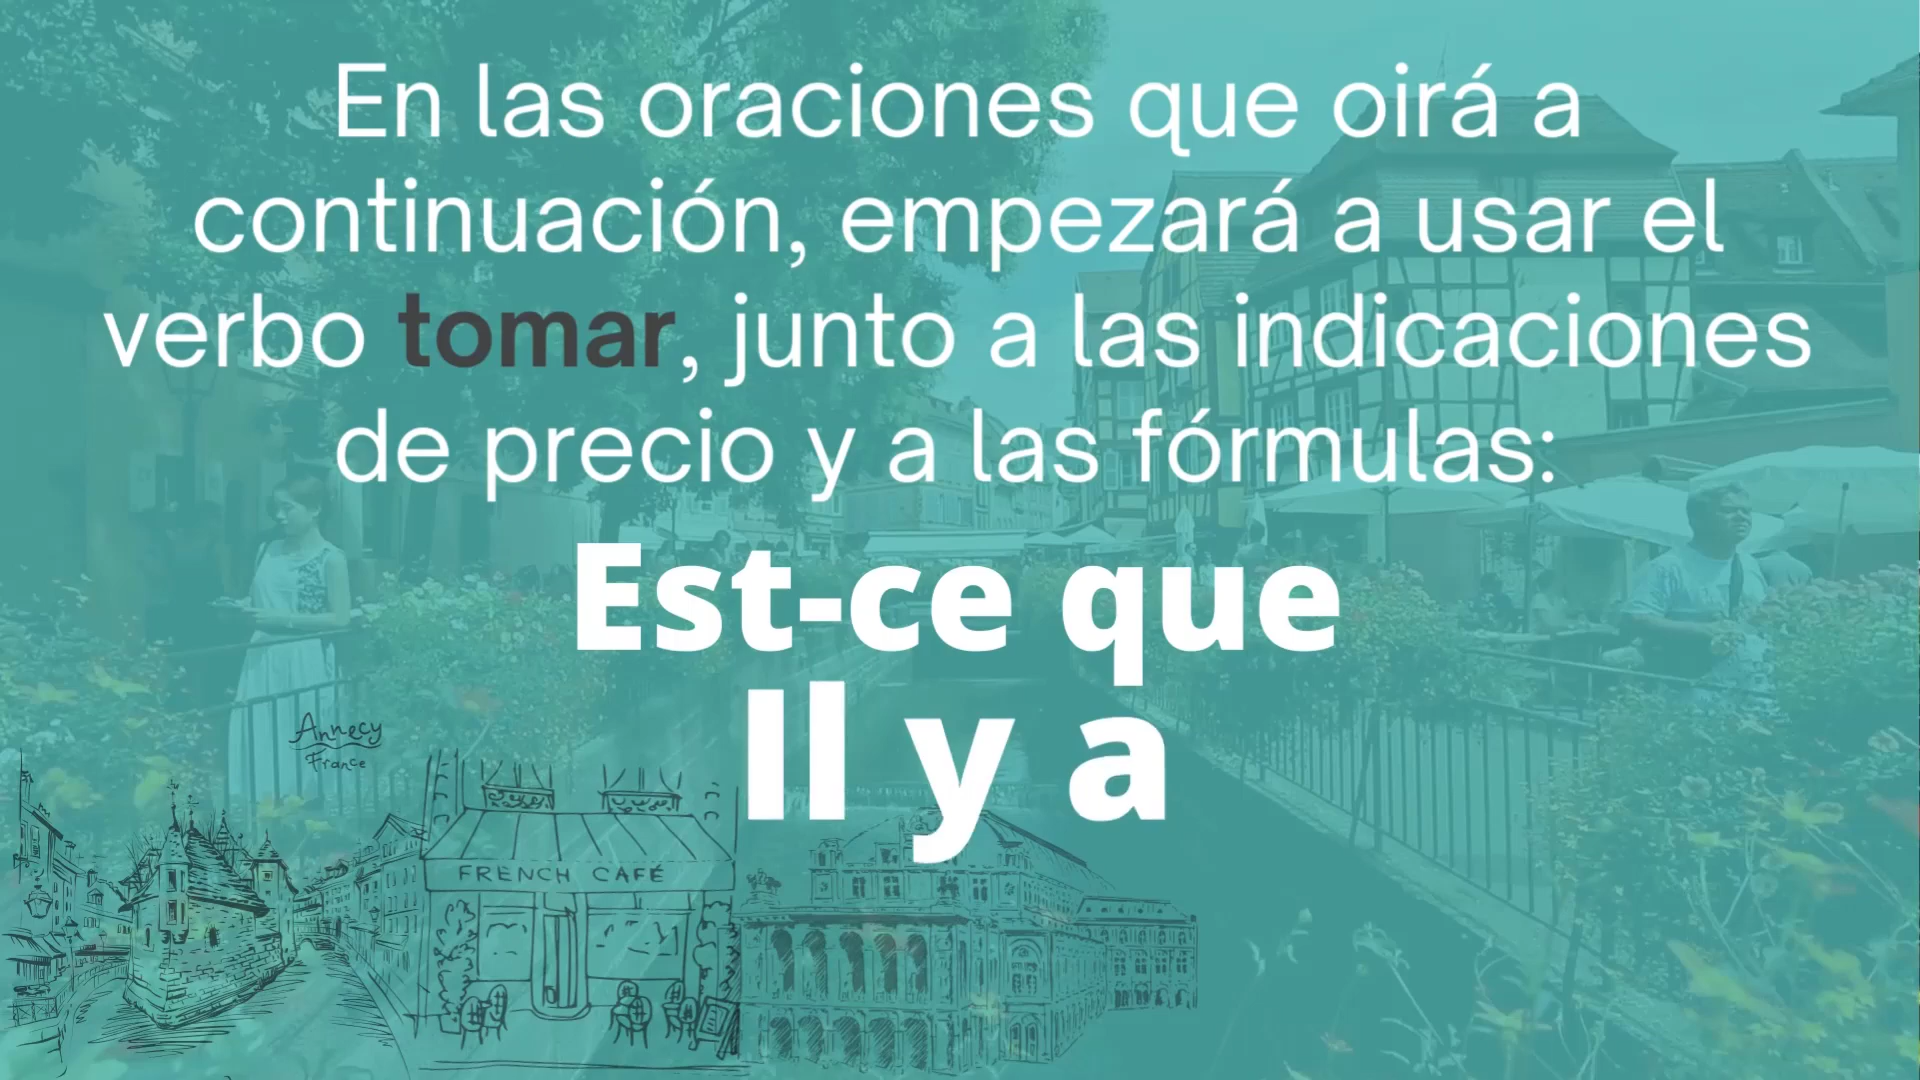 En las oraciones que oirá a
continuación, empezará a usar el
verbo tomar, junto a las indicaciones
de precio y a las fórmulas:
Est-ce que
Il y a
Annecy
France
FRENCH CAFÉ